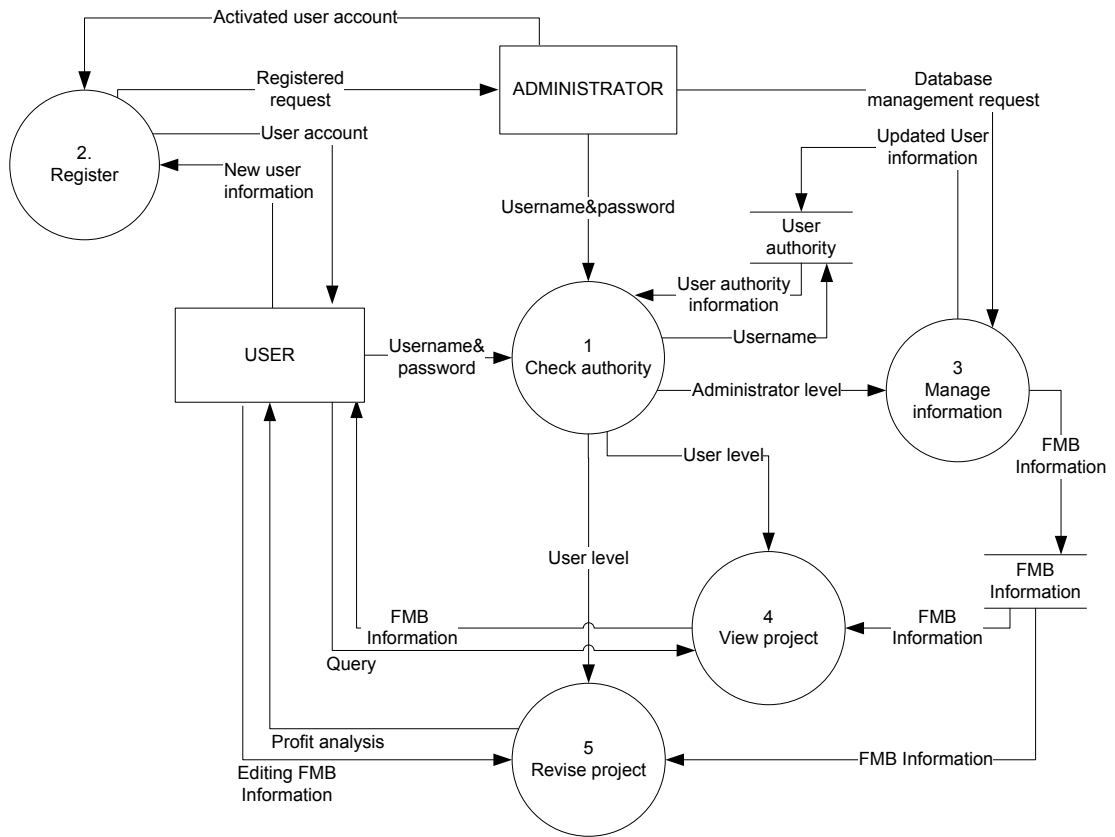 Activated user account
Registered
request
ADMINISTRATOR
Database
management request
User account
2.
Register
New user
information
Updated User
information
Username&password
User
authority
User authority
information
Username
USER
Username&
password
1
Check authority
Administrator level
3
Manage
information
User level
FMB
Information
User level
FMB
Information
4
View project
FMB
Information
FMB
Information
Query
5
Revise project
Profit analysis
FMB Information
Editing FMB
Information